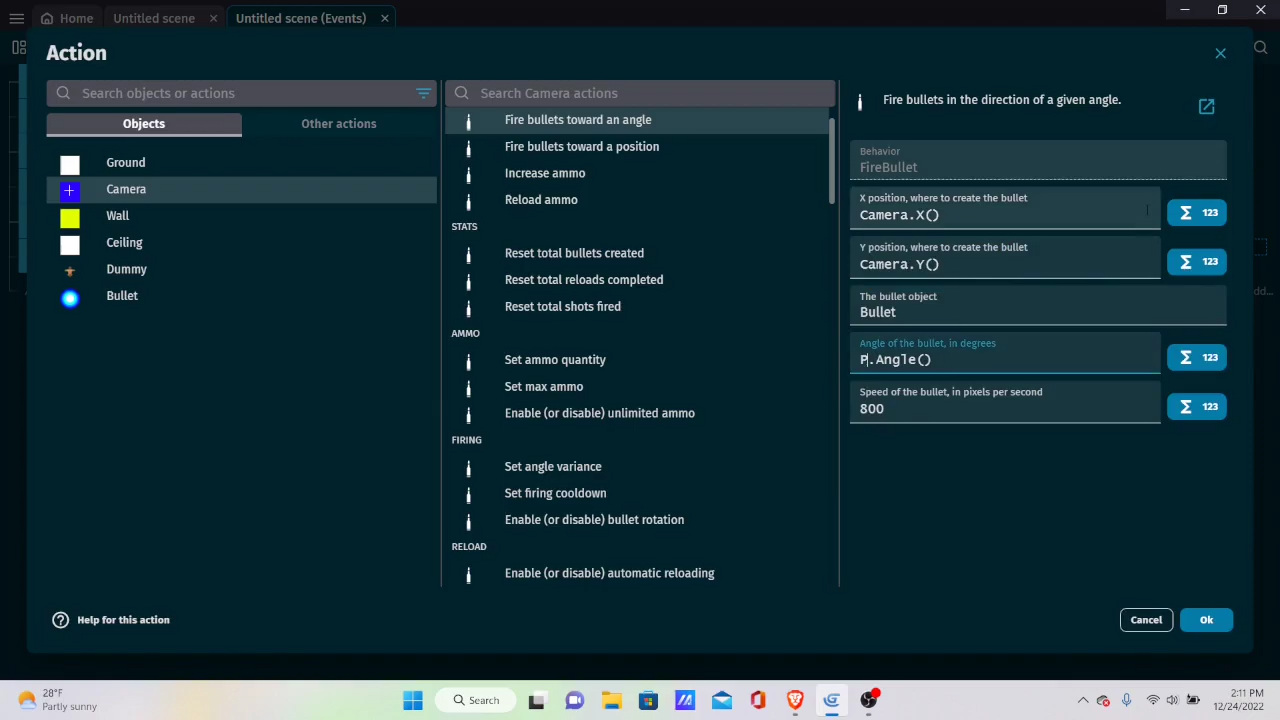 Home
Untitled scene
Untitled scene (Events)
Action
Search objects or actions
Objects
Other actions
Ground
Camera
Wall
Ceiling
Dummy
Bullet
Search Camera actions
Fire bullets toward an angle
Fire bullets toward a position
Increase ammo
Reload ammo
STATS
Reset total bullets created
Reset total reloads completed
Reset total shots fired
AMMO
Set ammo quantity
Set max ammo
Enable (or disable) unlimited ammo
FIRING
Set angle variance
Set firing cooldown
Enable (or disable) bullet rotation
RELOAD
Enable (or disable) automatic reloading
Fire bullets in the direction of a given angle.
Behavior
FireBullet
X position, where to create the bullet
Camera.X()
Σ 123
Y position, where to create the bullet
Camera.Y()
Σ 123
The bullet object
Bullet
Angle of the bullet, in degrees
P.Angle()
Σ 123
Speed of the bullet, in pixels per second
800
Σ 123
dd...
Help for this action
Cancel
Ok
28°F
Partly sunny
Search
2:11 PM
12/24/2022